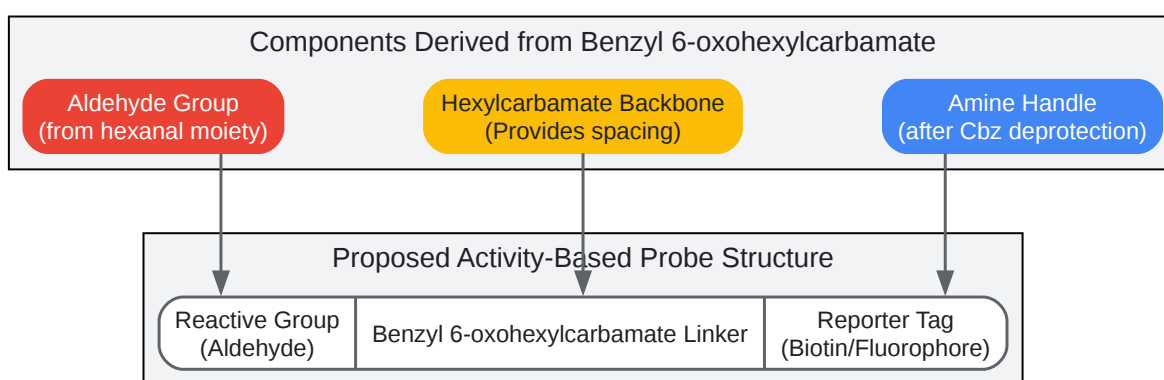 Components Derived from Benzyl 6-oxohexylcarbamate
Aldehyde Group
(from hexanal moiety)
Hexylcarbamate Backbone
(Provides spacing)
Amine Handle
(after Cbz deprotection)
Proposed Activity-Based Probe Structure
Reactive Group
(Aldehyde)
Benzyl 6-oxohexylcarbamate Linker
Reporter Tag
(Biotin/Fluorophore)